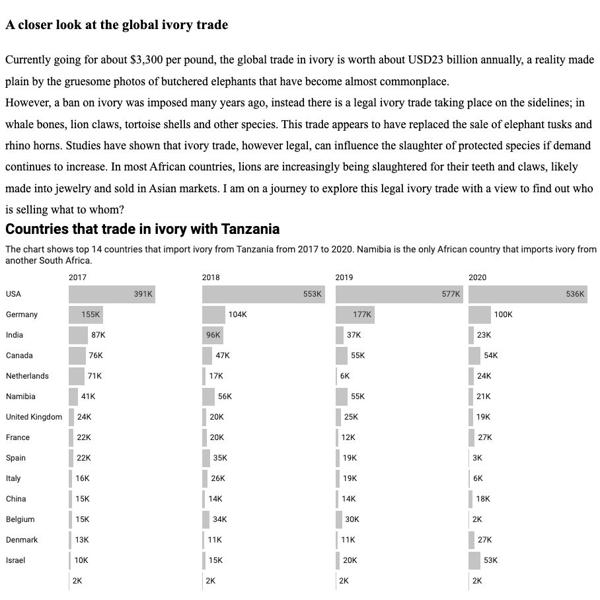 A closer look at the global ivory trade
Currently going for about $3,300 per pound, the global trade in ivory is worth about USD23 billion annually, a reality made
plain by the gruesome photos of butchered elephants that have become almost commonplace.
However, a ban on ivory was imposed many years ago, instead there is a legal ivory trade taking place on the sidelines; in
whale bones, lion claws, tortoise shells and other species. This trade appears to have replaced the sale of elephant tusks and
rhino horns. Studies have shown that ivory trade, however legal, can influence the slaughter of protected species if demand
continues to increase. In most African countries, lions are increasingly being slaughtered for their teeth and claws, likely
made into jewelry and sold in Asian markets. I am on a journey to explore this legal ivory trade with a view to find out who
is selling what to whom?
Countries that trade in ivory with Tanzania
The chart shows top 14 countries that import ivory from Tanzania from 2017 to 2020. Namibia is the only African country that imports ivory from
another South Africa.
2017 2018 2019 2020
USA 391K 553K 577K 536K
Germany 155K 104K 177K 100K
India 87K 96K 37K 23K
Canada 76K 47K 55K 54K
Netherlands 71K 17K 6K 24K
Namibia 41K 56K 55K 21K
United Kingdom 24K 20K 25K 19K
France 22K 20K 12K 27K
Spain 22K 35K 19K 3K
Italy 16K 26K 19K 6K
China 15K 14K 14K 18K
Belgium 15K 34K 30K 2K
Denmark 13K 11K 11K 27K
Israel 10K 15K 20K 53K
2K 2K 2K 2K